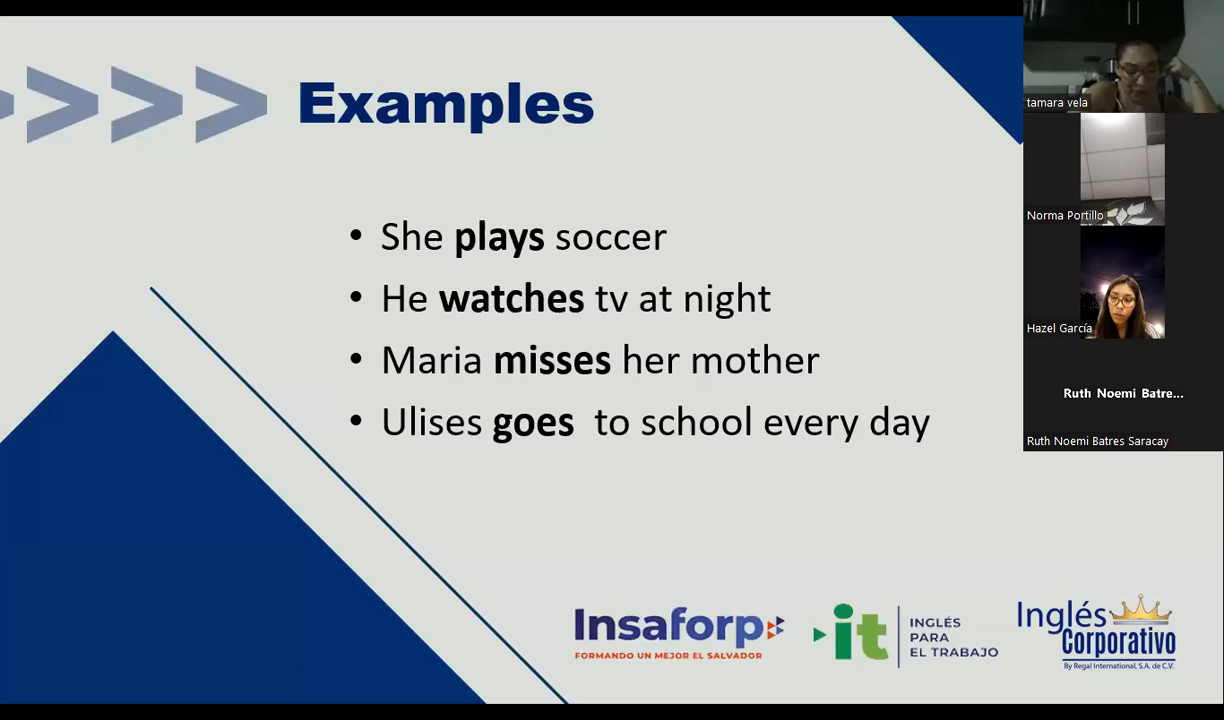 Examples
• She plays soccer
• He watches tv at night
• Maria misses her mother
• Ulises goes to school every day
tamara vela
Norma Portillo
Hazel García
Ruth Noemi Batre...
Ruth Noemi Batres Saracay
Insaforp
FORMANDO UN MEJOR EL SALVADOR
it
INGLÉS
PARA
EL TRABAJO
Inglés
Corporativo
By Regal International, S.A. de C.V.